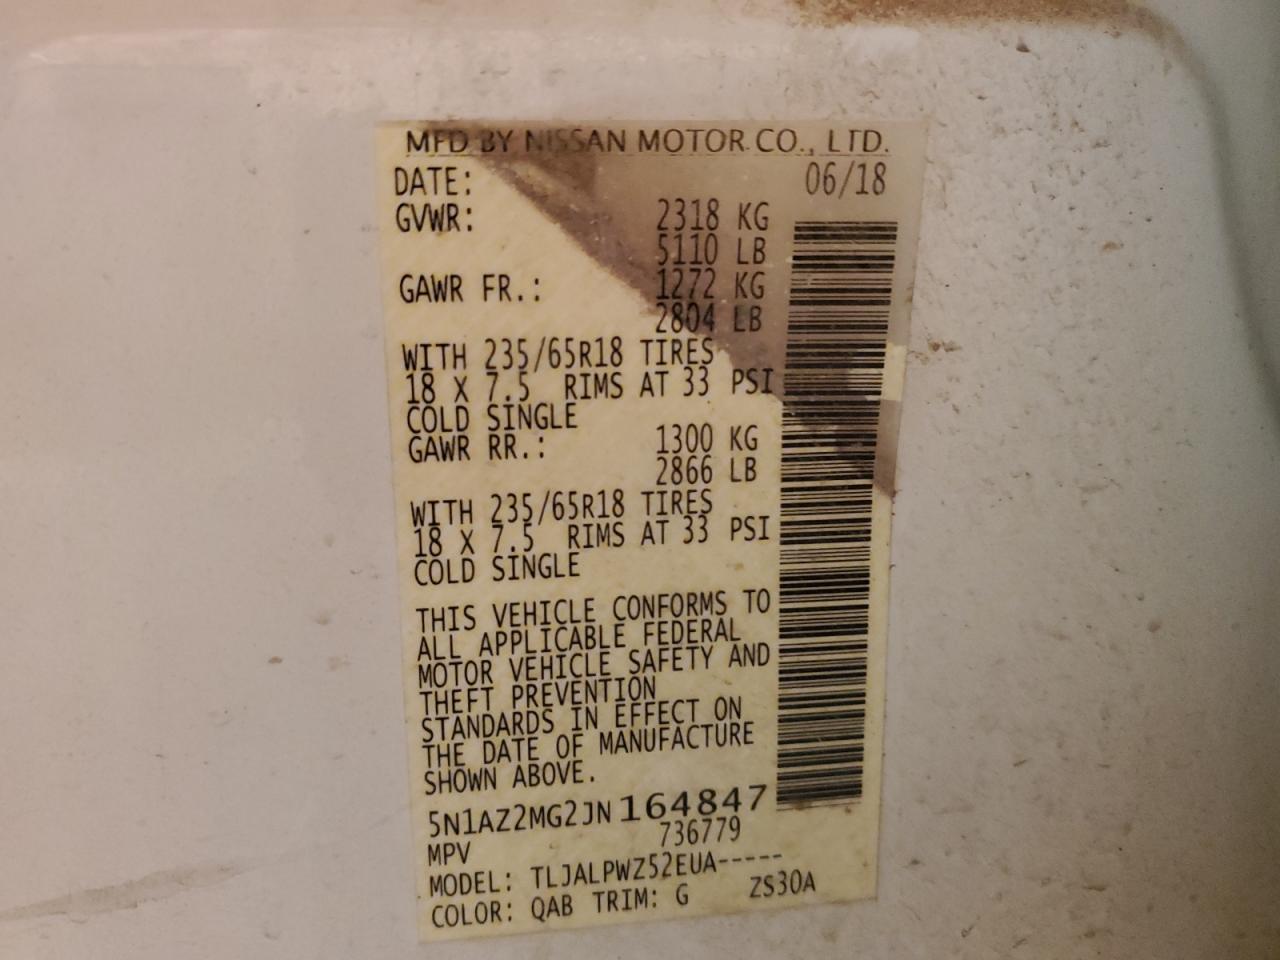 MFD BY NISSAN MOTOR CO., LTD.
DATE: 06/18
GVWR: 2318 KG
5110 LB
GAWR FR.: 1272 KG
2804 LB
WITH 235/65R18 TIRES
18 X 7.5 RIMS AT 33 PSI
COLD SINGLE
GAWR RR.: 1300 KG
2866 LB
WITH 235/65R18 TIRES
18 X 7.5 RIMS AT 33 PSI
COLD SINGLE
THIS VEHICLE CONFORMS TO
ALL APPLICABLE FEDERAL
MOTOR VEHICLE SAFETY AND
THEFT PREVENTION
STANDARDS IN EFFECT ON
THE DATE OF MANUFACTURE
SHOWN ABOVE.
5N1AZ2MG2JN164847
MPV 736779
MODEL: TLJALPWZ52EUA-----
COLOR: QAB TRIM: G ZS30A